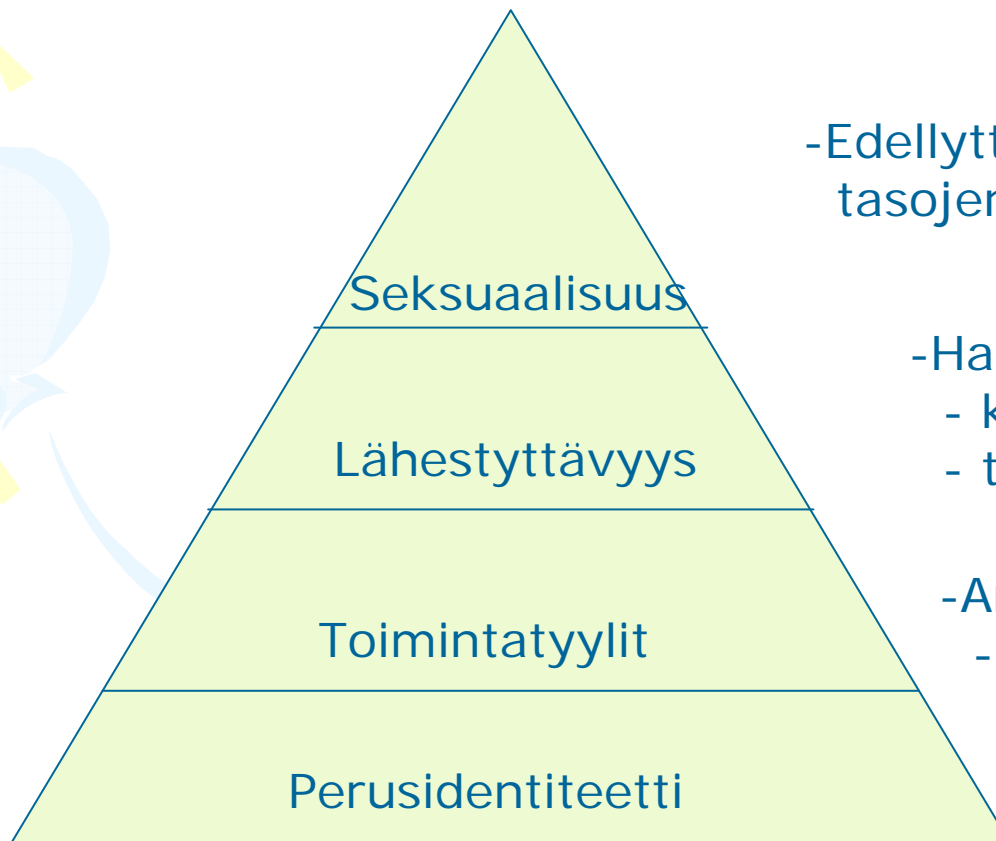 -Edellytt
tasojen
Seksuaalisuus
-Ha
- k
Lähestyttävyys
- t
-A
Toimintatyylit
-
Perusidentiteetti